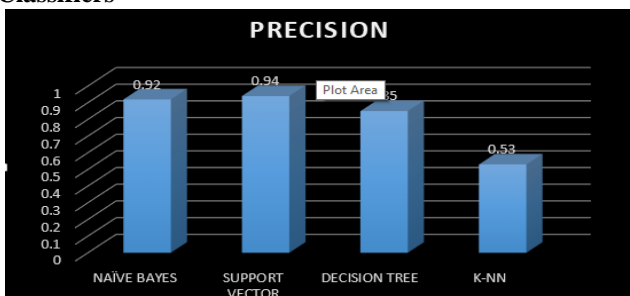 Classifiers
PRECISION
0.92
0.94
Plot Area
85
0.53
1
0.9
0.8
0.7
0.6
0.5
0.4
0.3
0.2
0.1
0
NAÏVE BAYES
SUPPORT
VECTOR
DECISION TREE
K-NN